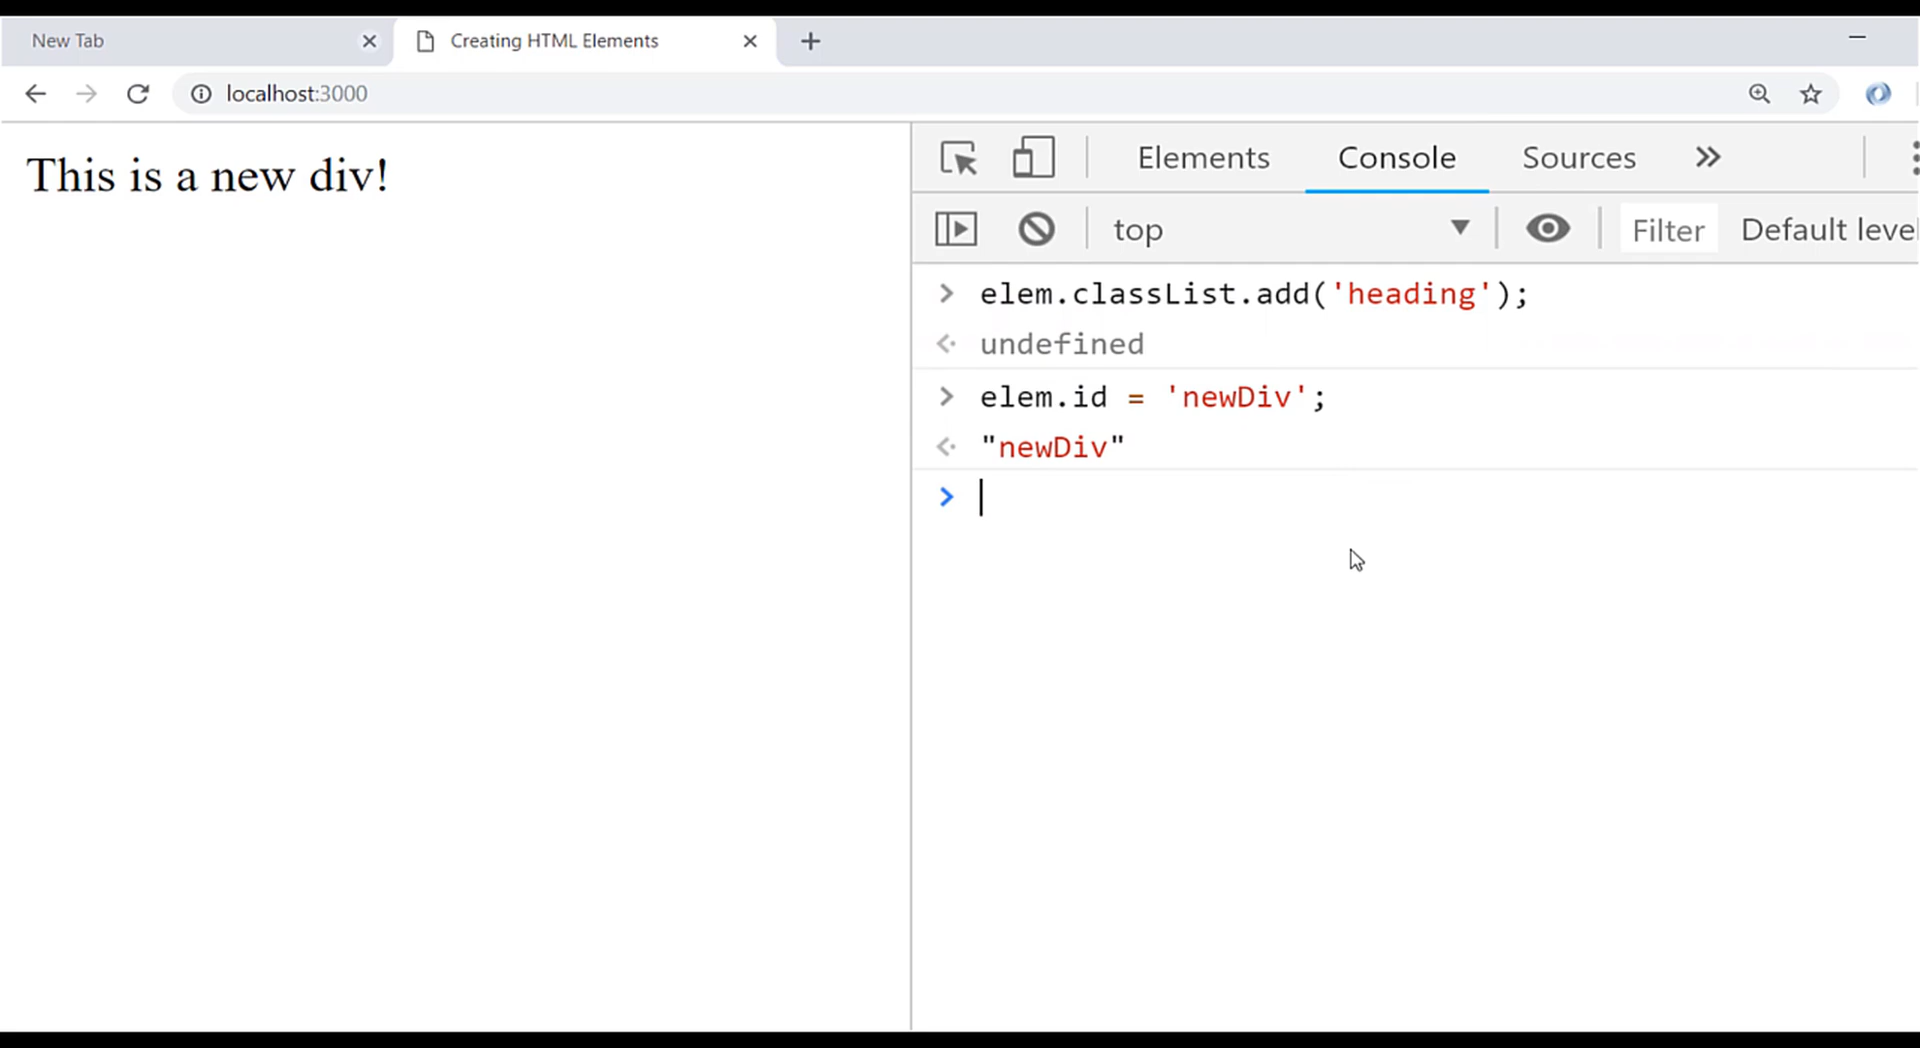 New Tab
Creating HTML Elements
localhost:3000
This is a new div!
Elements Console Sources
top Filter Default leve
elem.classList.add('heading');
undefined
elem.id = 'newDiv';
"newDiv"